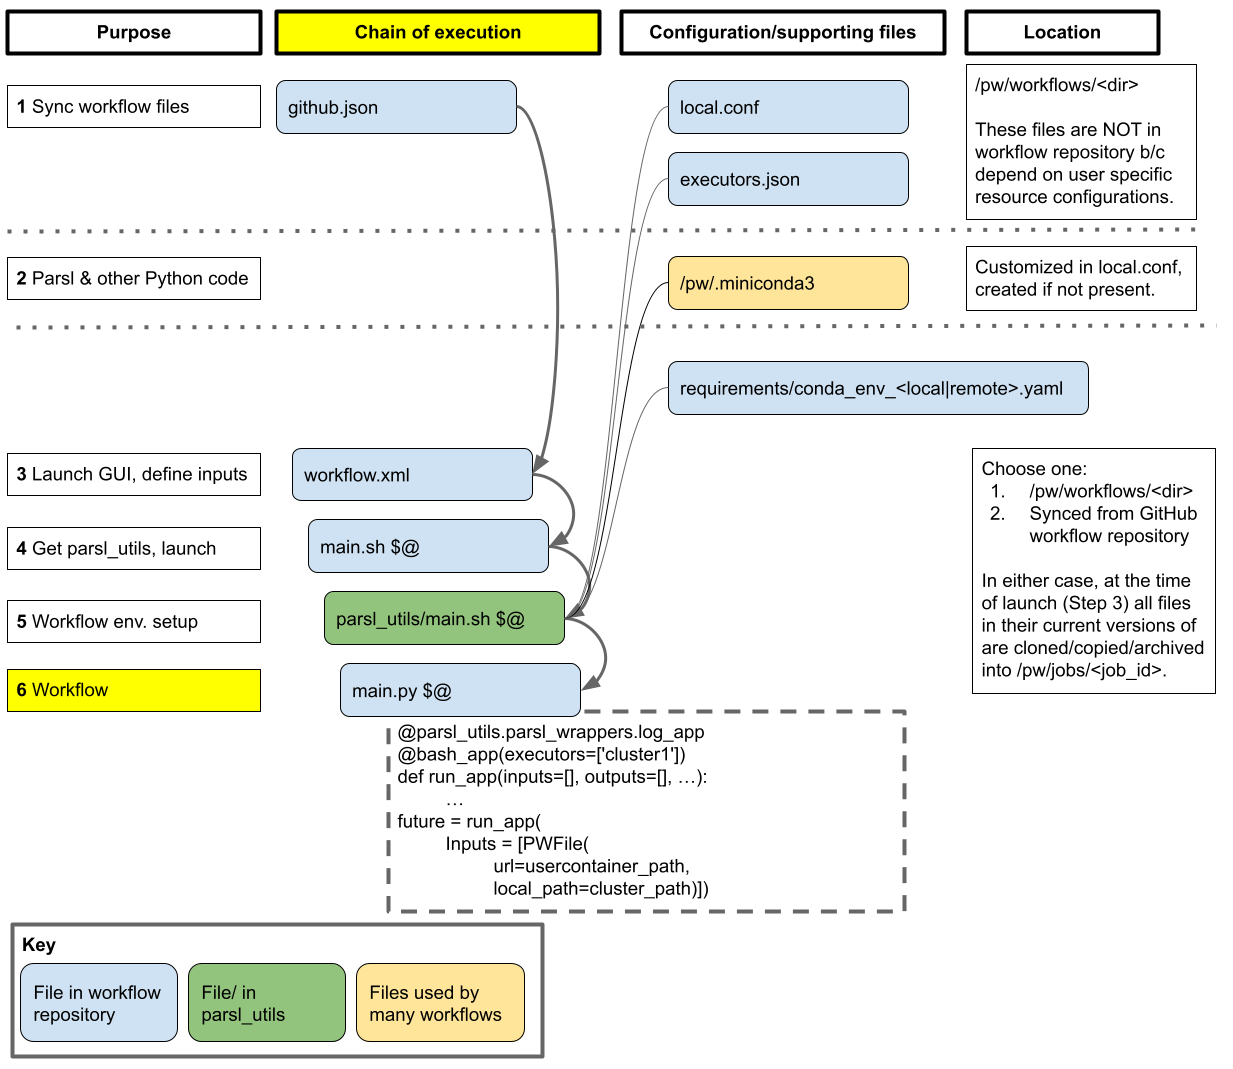 Purpose
Chain of execution
Configuration/supporting files
Location
1 Sync workflow files
github.json
local.conf
executors.json
/pw/workflows/<dir>
These files are NOT in
workflow repository b/c
depend on user specific
resource configurations.
2 Parsl & other Python code
/pw/.miniconda3
Customized in local.conf,
created if not present.
requirements/conda_env_<local|remote>.yaml
3 Launch GUI, define inputs
workflow.xml
4 Get parsl_utils, launch
main.sh $@
5 Workflow env. setup
parsl_utils/main.sh $@
6 Workflow
main.py $@
Choose one:
1. /pw/workflows/<dir>
2. Synced from GitHub
workflow repository
In either case, at the time
of launch (Step 3) all files
in their current versions of
are cloned/copied/archived
into /pw/jobs/<job_id>.
@parsl_utils.parsl_wrappers.log_app
@bash_app(executors=['cluster1'])
def run_app(inputs=[], outputs=[], …):
…
future = run_app(
Inputs = [PWFile(
url=usercontainer_path,
local_path=cluster_path)])
Key
File in workflow
repository
File/ in
parsl_utils
Files used by
many workflows